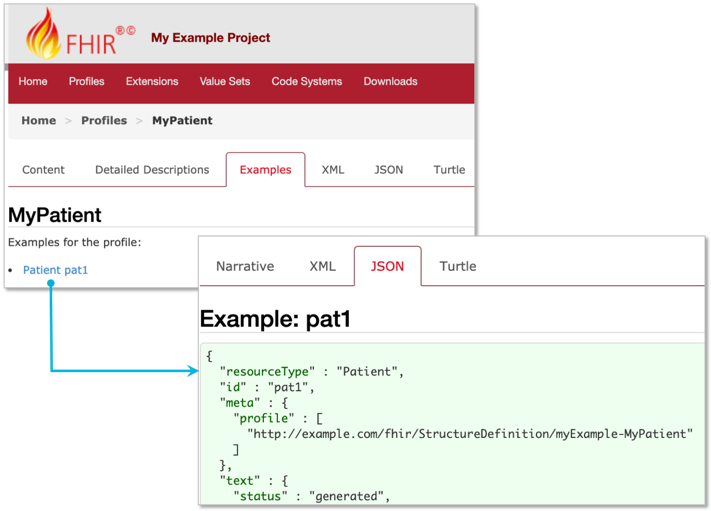 FHIR®© My Example Project
Home Profiles Extensions Value Sets Code Systems Downloads
Home > Profiles > MyPatient
Content Detailed Descriptions Examples XML JSON Turtle
MyPatient
Examples for the profile:
• Patient pat1
Narrative XML JSON Turtle
Example: pat1
{
"resourceType" : "Patient",
"id" : "pat1",
"meta" : {
"profile" : [
"http://example.com/fhir/StructureDefinition/myExample-MyPatient"
]
},
"text" : {
"status" : "generated",